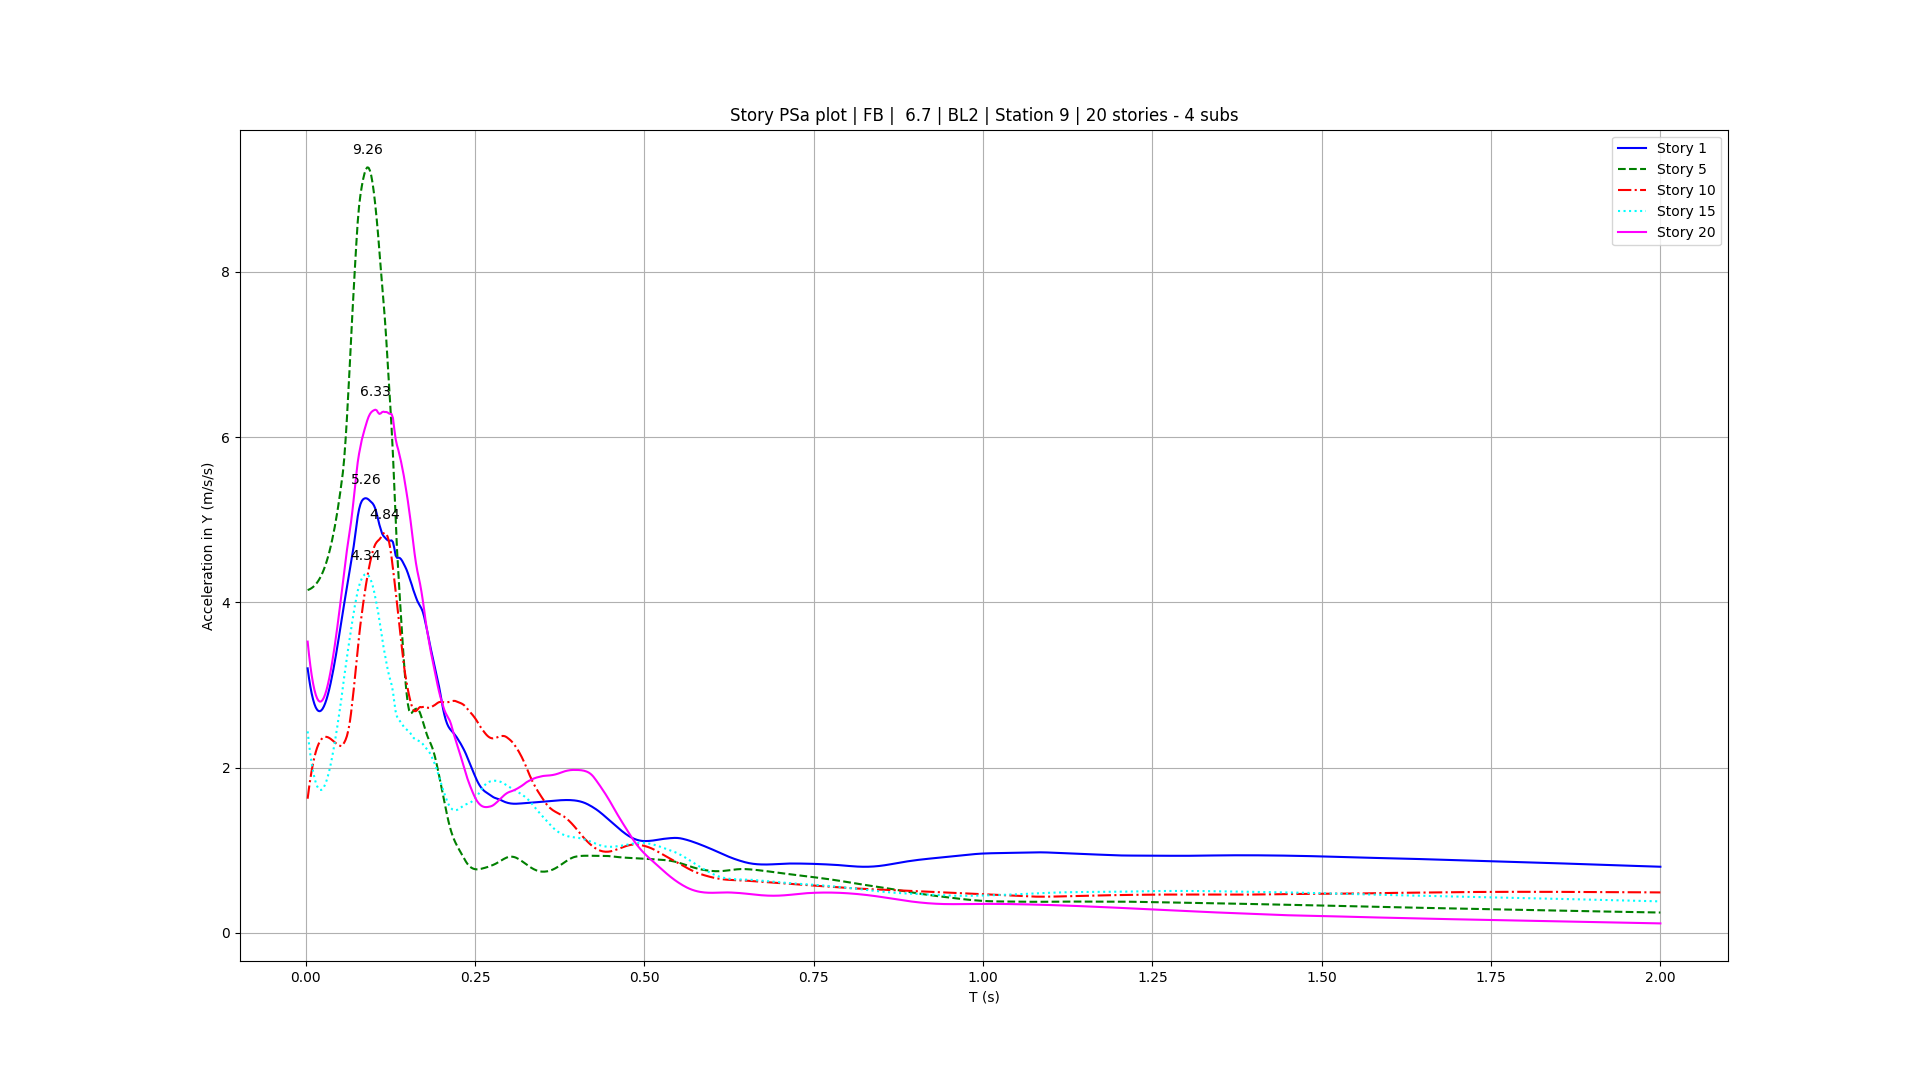 Story PSa plot | FB |  6.7 | BL2 | Station 9 | 20 stories - 4 subs
Story 1
Story 5
Story 10
Story 15
Story 20
9.26
6.33
5.26
4.84
4.34
8
6
4
2
0
Acceleration in Y (m/s/s)
0.00 0.25 0.50 0.75 1.00 1.25 1.50 1.75 2.00
T (s)